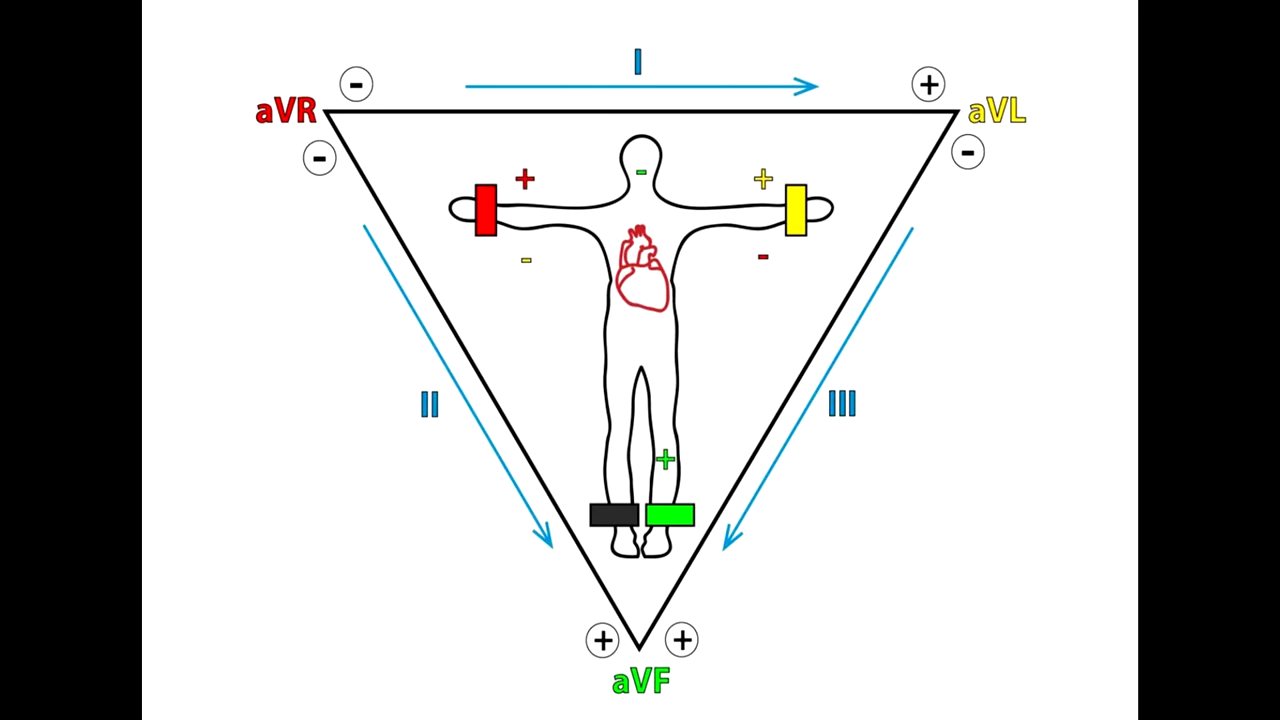 I
- +
aVR aVL
- -
+ - +
- -
II III
+
+ +
aVF